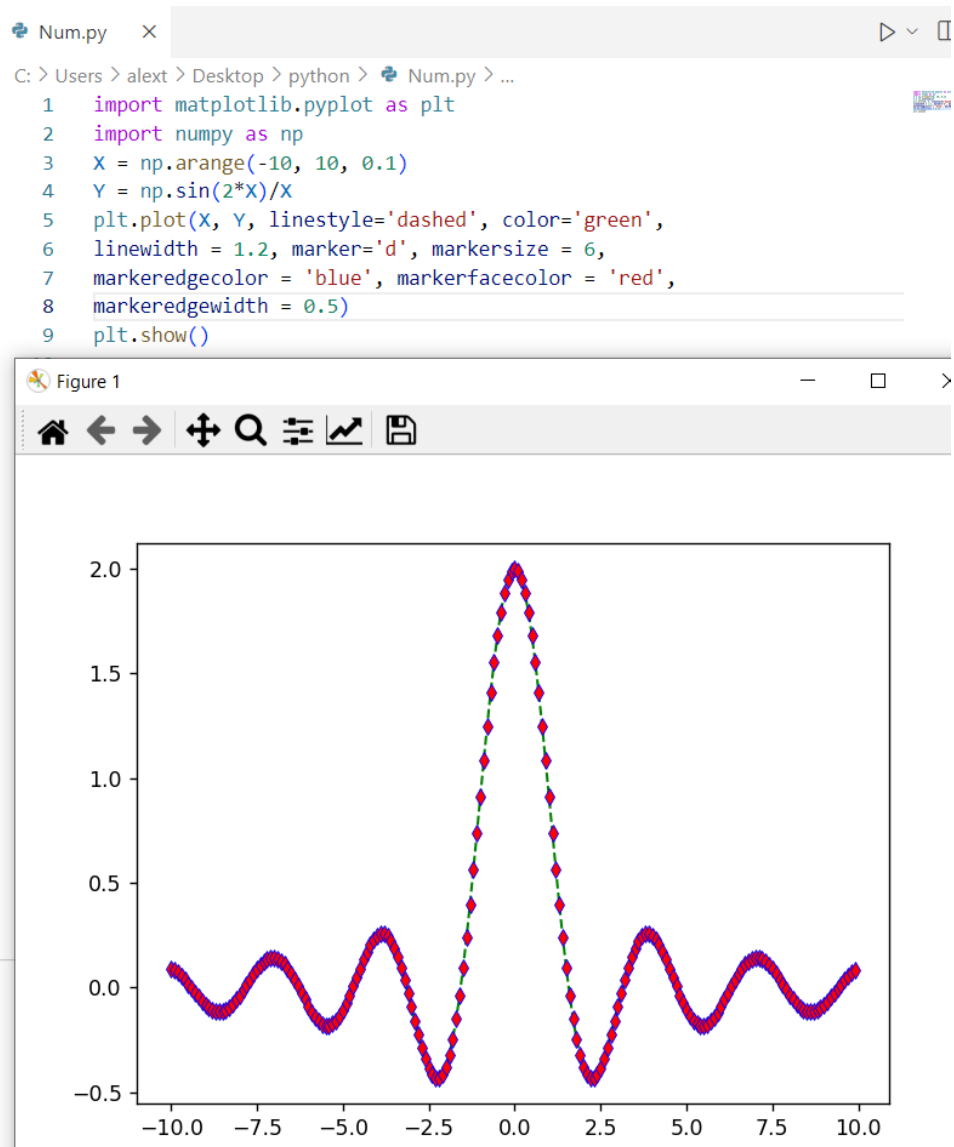 Num.py
C: > Users > alext > Desktop > python > Num.py > ...
1 import matplotlib.pyplot as plt
2 import numpy as np
3 X = np.arange(-10, 10, 0.1)
4 Y = np.sin(2*X)/X
5 plt.plot(X, Y, linestyle='dashed', color='green',
6 linewidth = 1.2, marker='d', markersize = 6,
7 markeredgecolor = 'blue', markerfacecolor = 'red',
8 markeredgewidth = 0.5)
9 plt.show()
Figure 1
2.0
1.5
1.0
0.5
0.0
−0.5
−10.0 −7.5 −5.0 −2.5 0.0 2.5 5.0 7.5 10.0